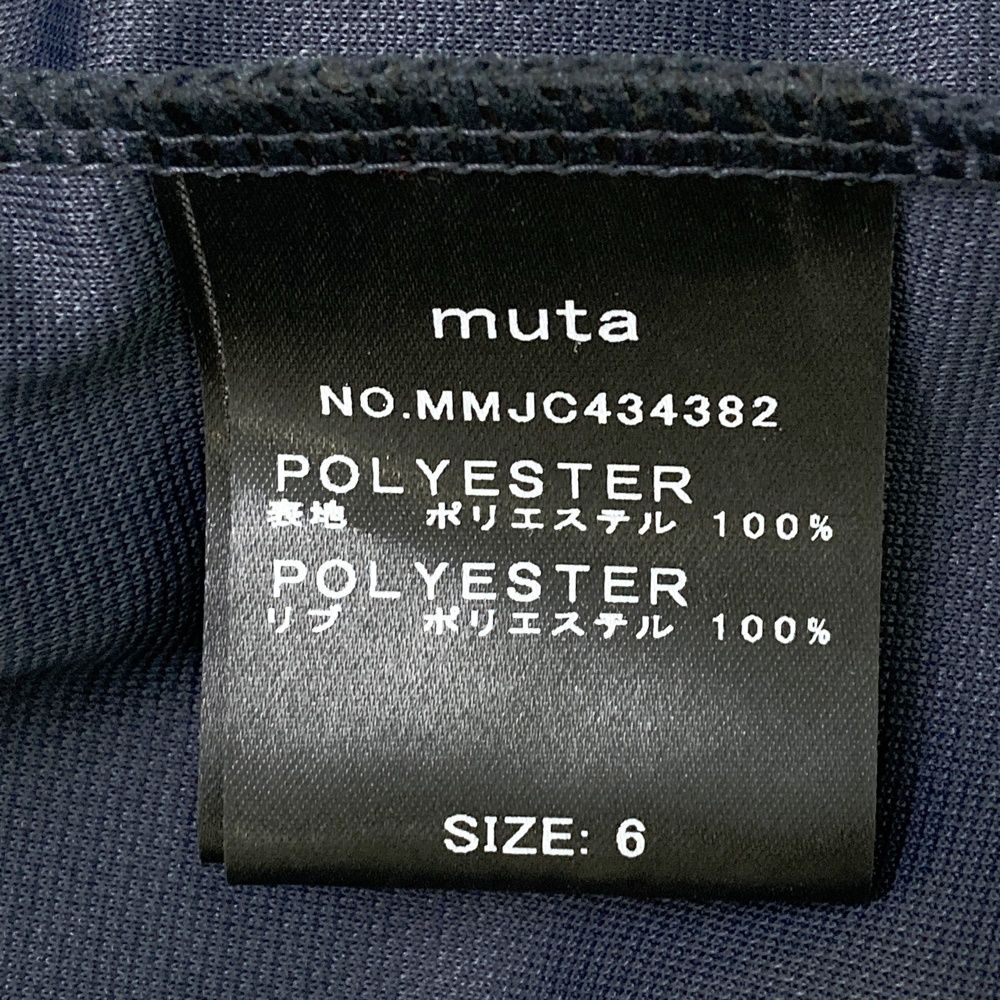 muta
NO.MMJC434382
POLYESTER
表地 ポリエステル 100%
POLYESTER
リブ ポリエステル 100%
SIZE: 6